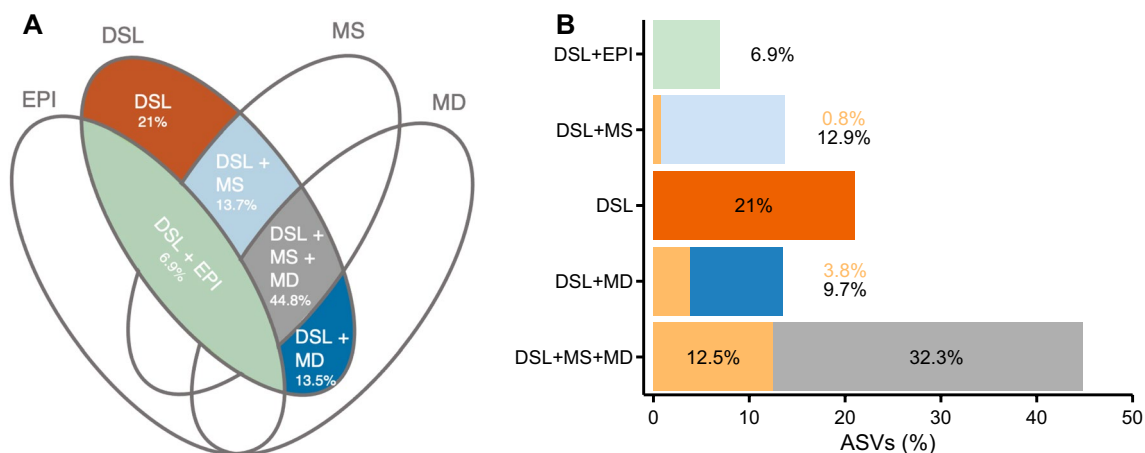 A
DSL
MS
EPI
MD
DSL
21%
DSL +
MS
13.7%
DSL + EPI
6.9%
DSL +
MS +
MD
44.8%
DSL +
MD
13.5%
B
DSL+EPI
6.9%
DSL+MS
0.8%
12.9%
DSL
21%
DSL+MD
3.8%
9.7%
DSL+MS+MD
12.5%
32.3%
0 10 20 30 40 50
ASVs (%)